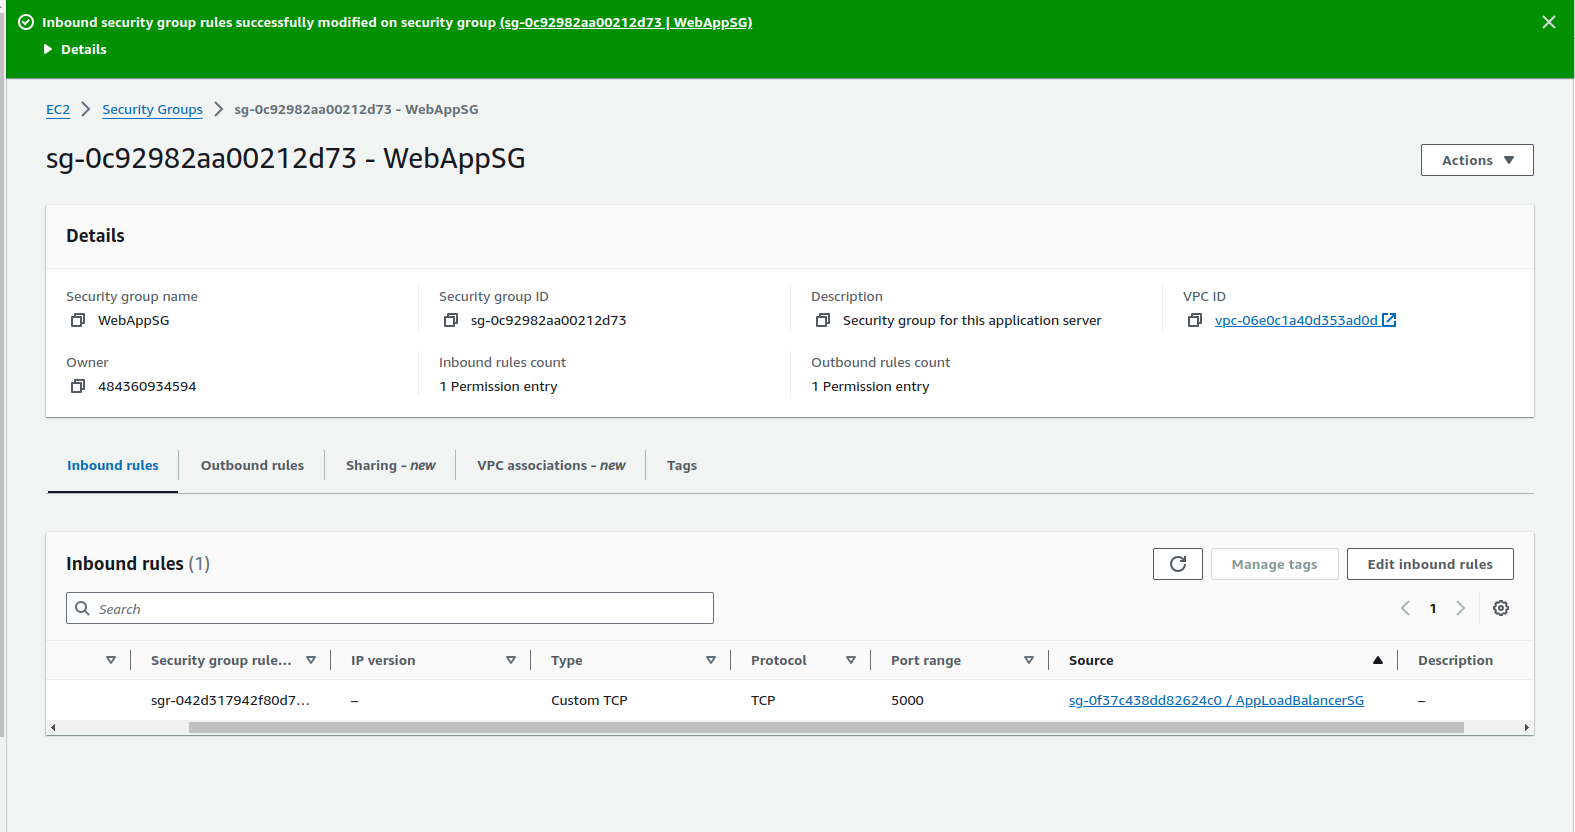 Inbound security group rules successfully modified on security group (sg-0c92982aa00212d73 | WebAppSG)
Details
EC2 Security Groups sg-0c92982aa00212d73 - WebAppSG
sg-0c92982aa00212d73 - WebAppSG
Actions
Details
Security group name Security group ID Description VPC ID
WebAppSG sg-0c92982aa00212d73 Security group for this application server vpc-06e0c1a40d353ad0d
Owner Inbound rules count Outbound rules count
484360934594 1 Permission entry 1 Permission entry
Inbound rules Outbound rules Sharing - new VPC associations - new Tags
Inbound rules (1) Manage tags Edit inbound rules
Search 1
Security group rule... IP version Type Protocol Port range Source Description
sgr-042d317942f80d7... – Custom TCP TCP 5000 sg-0f37c438dd82624c0 / AppLoadBalancerSG –